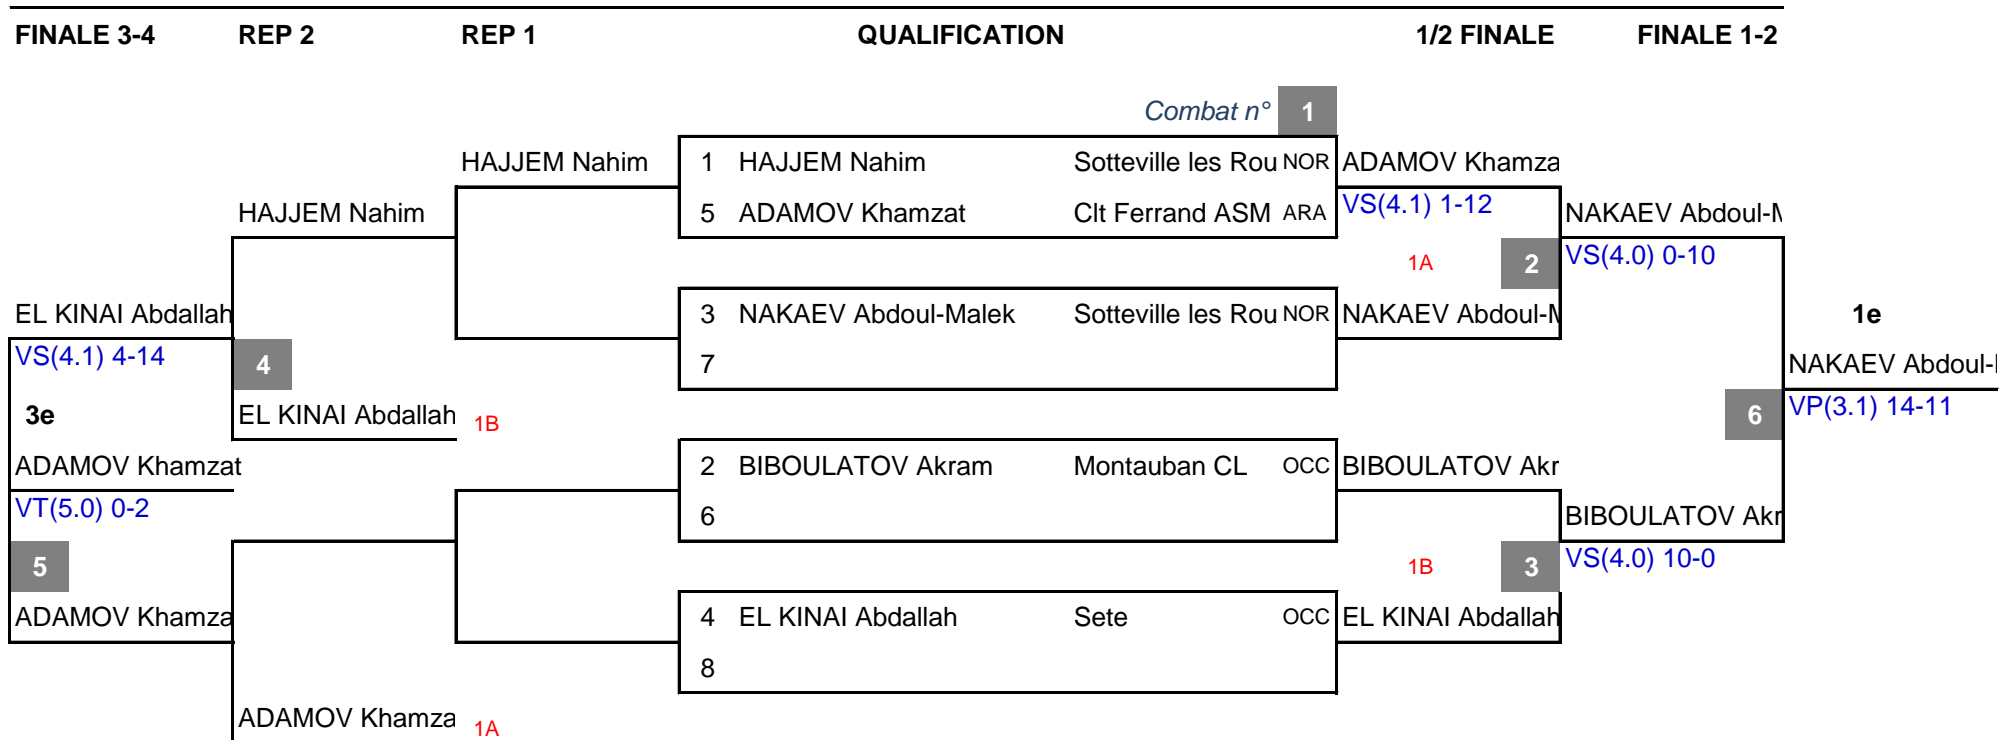 FINALE 3-4 REP 2 REP 1 QUALIFICATION 1/2 FINALE FINALE 1-2
Combat n° 1
HAJJEM Nahim 1 HAJJEM Nahim Sotteville les Rou NOR ADAMOV Khamza
HAJJEM Nahim 5 ADAMOV Khamzat Clt Ferrand ASM ARA VS(4.1) 1-12 NAKAEV Abdoul-M
1A 2 VS(4.0) 0-10
EL KINAI Abdallah 3 NAKAEV Abdoul-Malek Sotteville les Rou NOR NAKAEV Abdoul-M 1e
VS(4.1) 4-14 4 7 NAKAEV Abdoul-
3e EL KINAI Abdallah 1B 6 VP(3.1) 14-11
ADAMOV Khamzat 2 BIBOULATOV Akram Montauban CL OCC BIBOULATOV Akr
VT(5.0) 0-2 6 BIBOULATOV Akr
5 1B 3 VS(4.0) 10-0
ADAMOV Khamza 4 EL KINAI Abdallah Sete OCC EL KINAI Abdallah
8
ADAMOV Khamza 1A